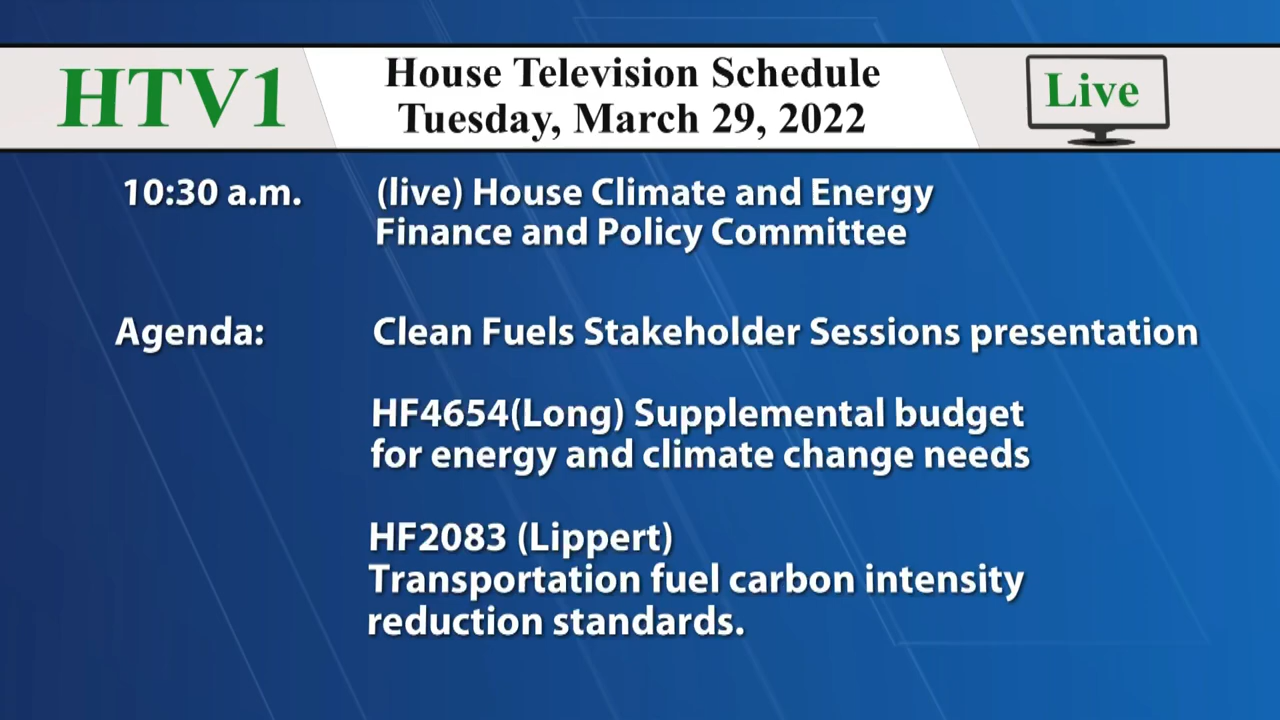 HTV1
House Television Schedule
Tuesday, March 29, 2022
Live
10:30 a.m.
(live) House Climate and Energy
Finance and Policy Committee
Agenda:
Clean Fuels Stakeholder Sessions presentation
HF4654(Long) Supplemental budget
for energy and climate change needs
HF2083 (Lippert)
Transportation fuel carbon intensity
reduction standards.